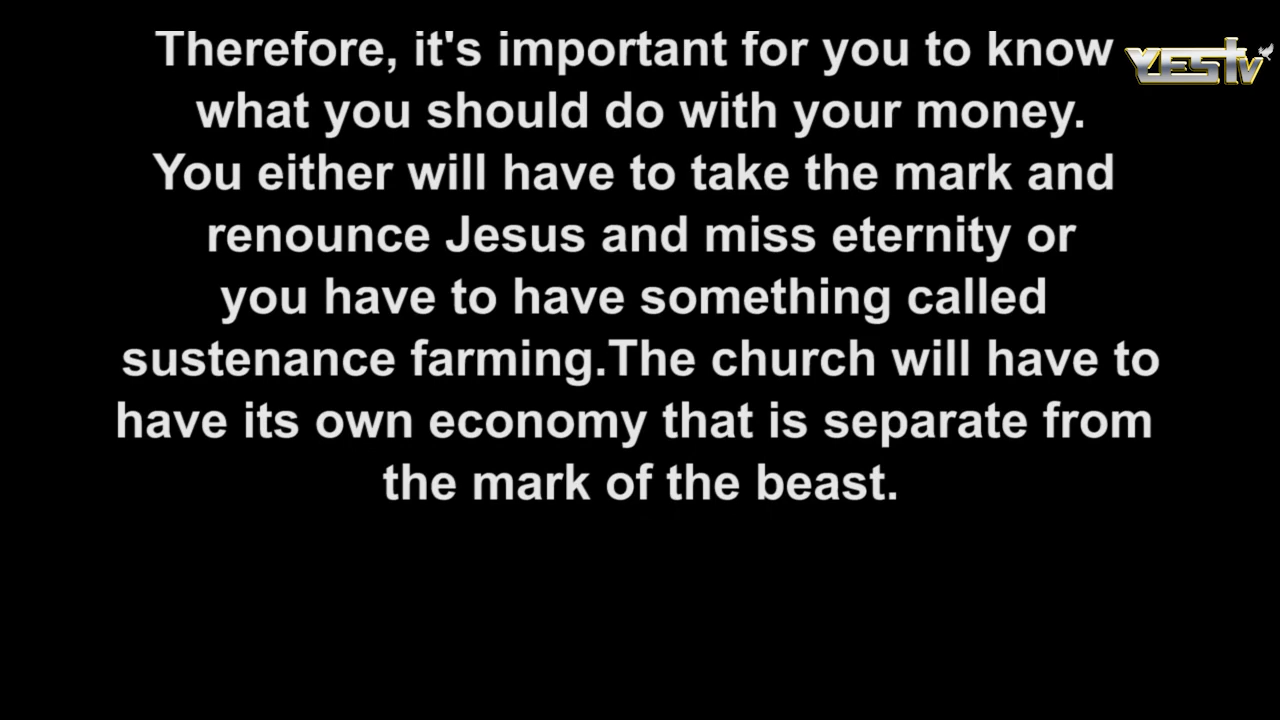 Therefore, it's important for you to know
YESTV
what you should do with your money.
You either will have to take the mark and
renounce Jesus and miss eternity or
you have to have something called
sustenance farming.The church will have to
have its own economy that is separate from
the mark of the beast.